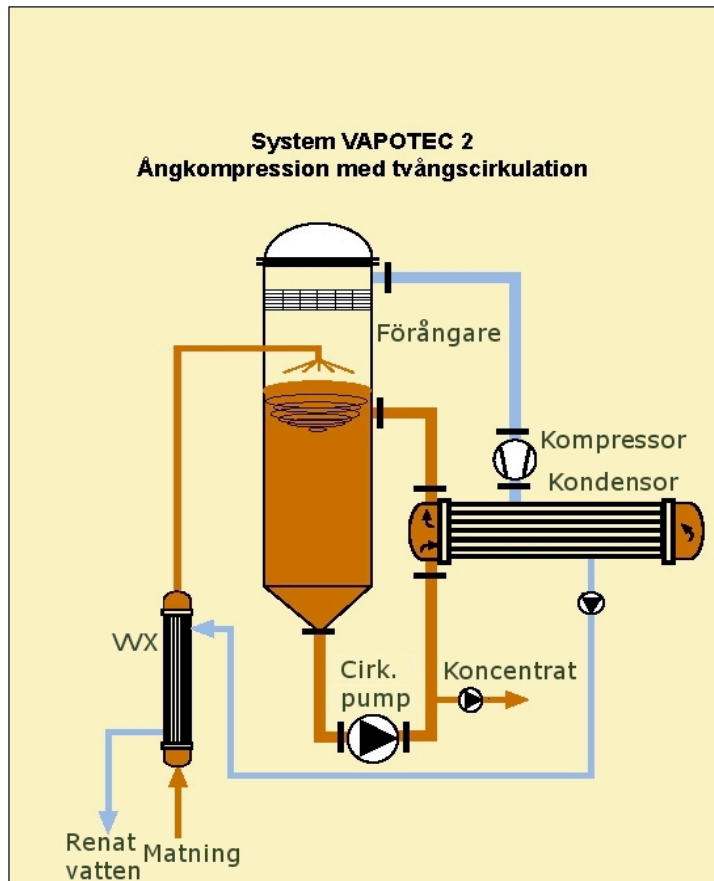 System VAPOTEC 2
Ångkompression med tvångscirkulation
Förångare
Kompressor
Kondensor
VVX
Cirk.
pump
Koncentrat
Renat
vatten
Matning